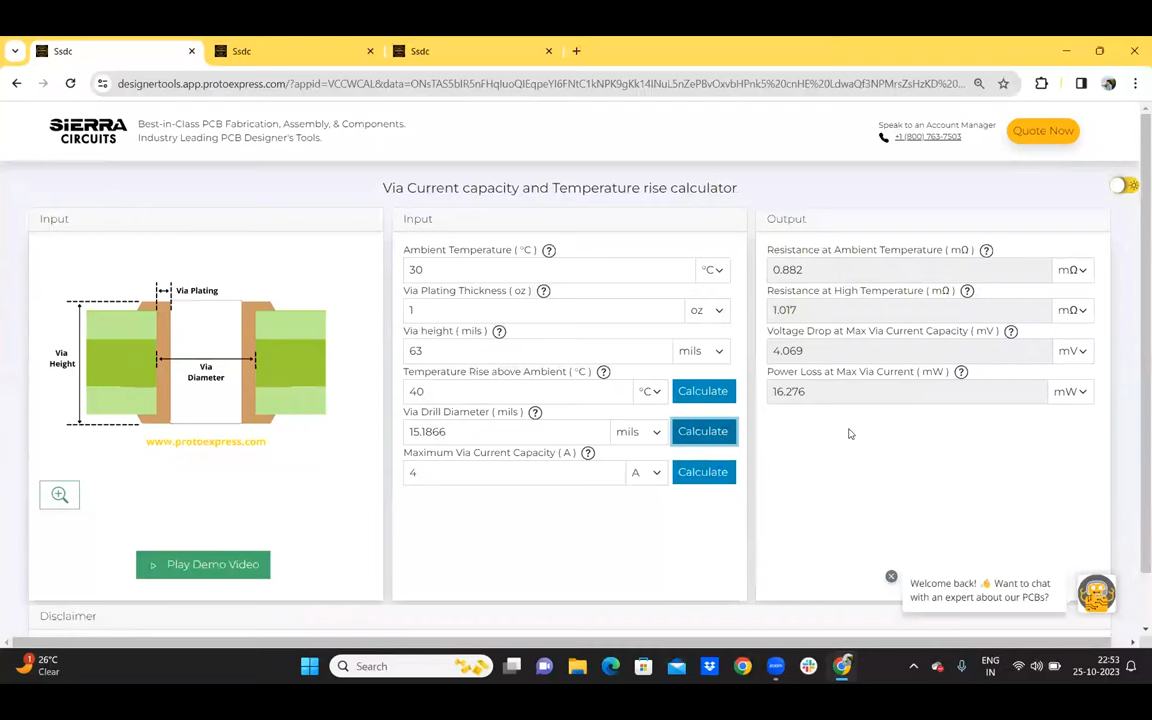 Ssdc
Ssdc
Ssdc
designertools.app.protoexpress.com/?appid=VCCWCAL&data=
SIERRA
CIRCUITS
Best-in-Class PCB Fabrication, Assembly, & Components.
Industry Leading PCB Designer's Tools.
Speak to an Account Manager
+1 (800) 763-7503
Quote Now
Via Current capacity and Temperature rise calculator
Input
Via Plating
Via
Height
Via
Diameter
www.protoexpress.com
Play Demo Video
Input
Ambient Temperature ( °C ) ?
30 °C
Via Plating Thickness ( oz ) ?
1 oz
Via height ( mils ) ?
63 mils
Temperature Rise above Ambient ( °C ) ?
40 °C Calculate
Via Drill Diameter ( mils ) ?
15.1866 mils Calculate
Maximum Via Current Capacity ( A ) ?
4 A Calculate
Output
Resistance at Ambient Temperature ( mΩ ) ?
0.882 mΩ
Resistance at High Temperature ( mΩ ) ?
1.017 mΩ
Voltage Drop at Max Via Current Capacity ( mV ) ?
4.069 mV
Power Loss at Max Via Current ( mW ) ?
16.276 mW
Welcome back! 👋 Want to chat
with an expert about our PCBs?
Disclaimer
1
26°C
Clear
Search
ENG
IN
22:53
25-10-2023